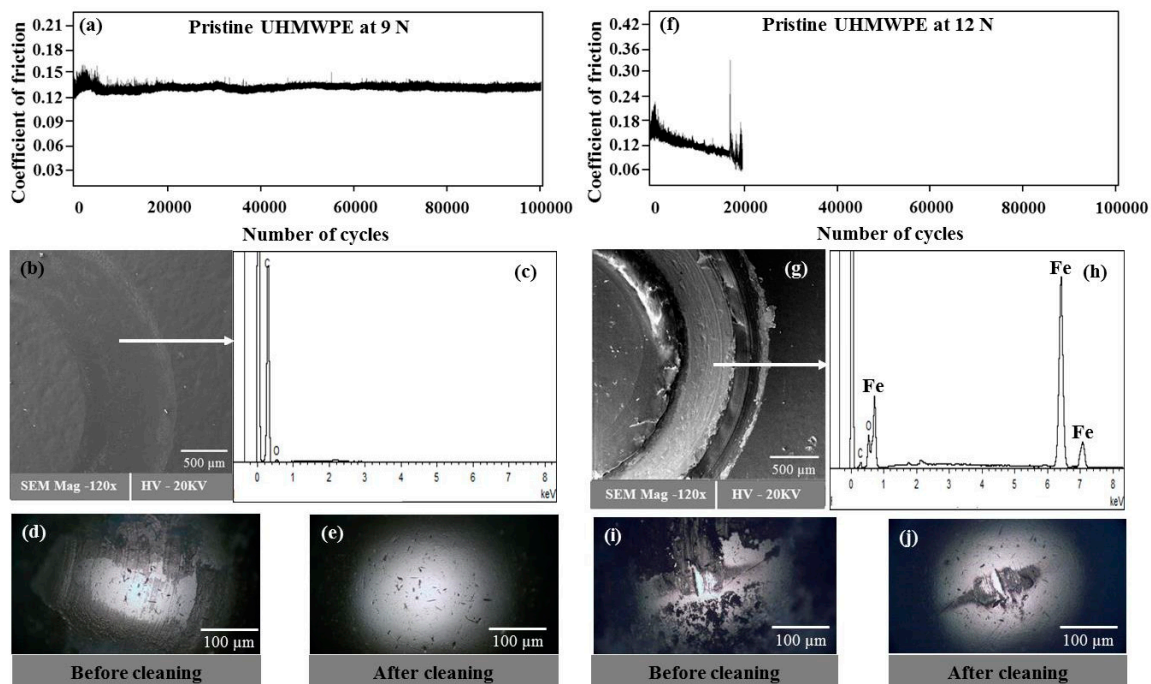 (a) Pristine UHMWPE at 9 N
Coefficient of friction
0.21
0.18
0.15
0.12
0.09
0.06
0.03
0 20000 40000 60000 80000 100000
Number of cycles
(b)
500 µm
SEM Mag -120x HV - 20KV
(c)
C
O
0 1 2 3 4 5 6 7 8
keV
(d)
100 µm
Before cleaning
(e)
100 µm
After cleaning
(f) Pristine UHMWPE at 12 N
Coefficient of friction
0.42
0.36
0.30
0.24
0.18
0.12
0.06
0 20000 40000 60000 80000 100000
Number of cycles
(g)
500 µm
SEM Mag -120x HV - 20KV
(h)
Fe
Fe
Fe
O
C
0 1 2 3 4 5 6 7 8
keV
(i)
100 µm
Before cleaning
(j)
100 µm
After cleaning